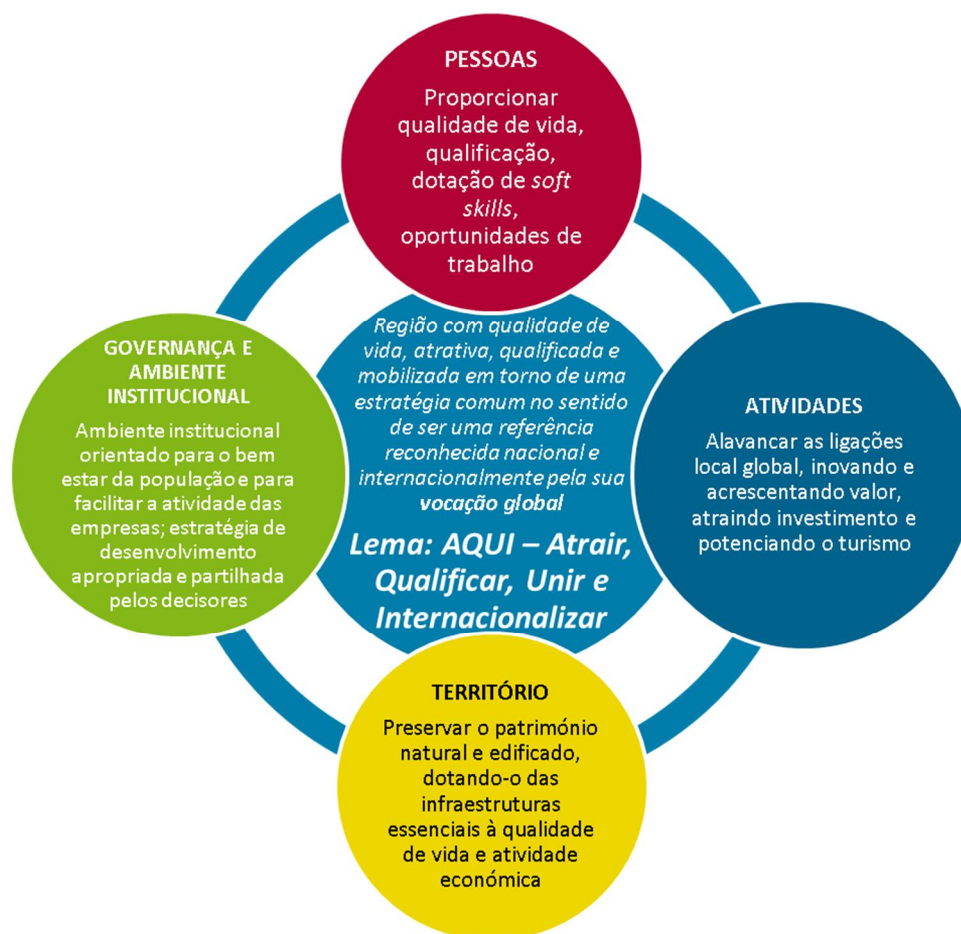 PESSOAS
Proporcionar
qualidade de vida,
qualificação,
dotação de soft
skills,
oportunidades de
trabalho
GOVERNANÇA E
AMBIENTE
INSTITUCIONAL
Ambiente institucional
orientado para o bem
estar da população e para
facilitar a atividade das
empresas; estratégia de
desenvolvimento
apropriada e partilhada
pelos decisores
Região com qualidade de
vida, atrativa, qualificada e
mobilizada em torno de uma
estratégia comum no sentido
de ser uma referência
reconhecida nacional e
internacionalmente pela sua
vocação global
Lema: AQUI – Atrair,
Qualificar, Unir e
Internacionalizar
ATIVIDADES
Alavancar as ligações
local global, inovando e
acrescentando valor,
atraindo investimento e
potenciando o turismo
TERRITÓRIO
Preservar o património
natural e edificado,
dotando-o das
infraestruturas
essenciais à qualidade
de vida e atividade
económica